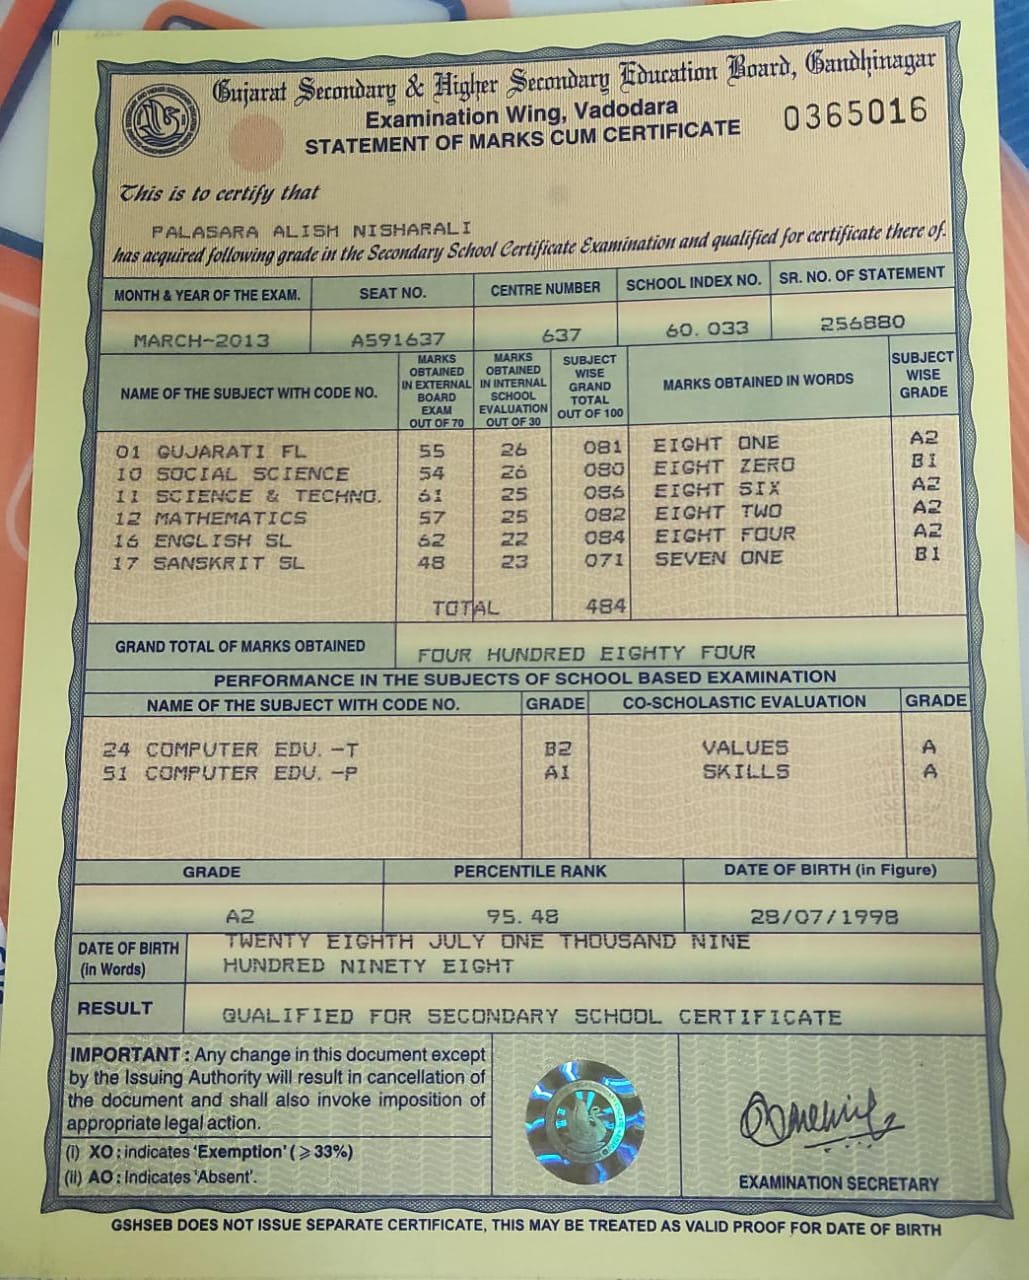 Gujarat Secondary & Higher Secondary Education Board, Gandhinagar
Examination Wing, Vadodara
0365016
STATEMENT OF MARKS CUM CERTIFICATE
This is to certify that
PALASARA ALISH NISHARALI
has acquired following grade in the Secondary School Certificate Examination and qualified for certificate there of.
MONTH & YEAR OF THE EXAM. SEAT NO. CENTRE NUMBER SCHOOL INDEX NO. SR. NO. OF STATEMENT
MARCH-2013 A591637 637 60.033 256880
NAME OF THE SUBJECT WITH CODE NO. MARKS OBTAINED IN EXTERNAL BOARD EXAM OUT OF 70 MARKS OBTAINED IN INTERNAL SCHOOL EVALUATION OUT OF 30 SUBJECT WISE GRAND TOTAL OUT OF 100 MARKS OBTAINED IN WORDS SUBJECT WISE GRADE
01 GUJARATI FL 55 26 081 EIGHT ONE A2
10 SOCIAL SCIENCE 54 26 080 EIGHT ZERO B1
11 SCIENCE & TECHNO. 61 25 086 EIGHT SIX A2
12 MATHEMATICS 57 25 082 EIGHT TWO A2
16 ENGLISH SL 62 22 084 EIGHT FOUR A2
17 SANSKRIT SL 48 23 071 SEVEN ONE B1
TOTAL 484
GRAND TOTAL OF MARKS OBTAINED FOUR HUNDRED EIGHTY FOUR
PERFORMANCE IN THE SUBJECTS OF SCHOOL BASED EXAMINATION
NAME OF THE SUBJECT WITH CODE NO. GRADE CO-SCHOLASTIC EVALUATION GRADE
24 COMPUTER EDU. -T B2 VALUES A
51 COMPUTER EDU. -P A1 SKILLS A
GRADE PERCENTILE RANK DATE OF BIRTH (in Figure)
A2 95.48 28/07/1998
DATE OF BIRTH (in Words) TWENTY EIGHTH JULY ONE THOUSAND NINE
HUNDRED NINETY EIGHT
RESULT QUALIFIED FOR SECONDARY SCHOOL CERTIFICATE
IMPORTANT : Any change in this document except
by the Issuing Authority will result in cancellation of
the document and shall also invoke imposition of
appropriate legal action.
(i) XO : indicates 'Exemption' (⩾ 33%)
(ii) AO : Indicates 'Absent'.
EXAMINATION SECRETARY
GSHSEB DOES NOT ISSUE SEPARATE CERTIFICATE, THIS MAY BE TREATED AS VALID PROOF FOR DATE OF BIRTH